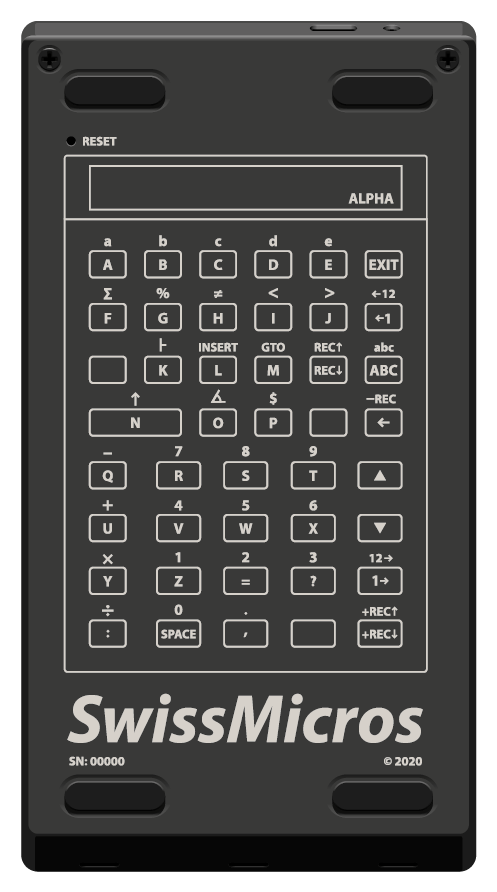 RESET
ALPHA
a b c d e
A B C D E EXIT
Σ % ≠ < > ←12
F G H I J ←1
⊦ INSERT GTO REC↑ abc
K L M REC↓ ABC
↑ ∡ $ −REC
N O P ←
− 7 8 9
Q R S T ▲
+ 4 5 6
U V W X ▼
× 1 2 3 12→
Y Z = ? 1→
÷ 0 . +REC↑
: SPACE , +REC↓
SwissMicros
SN: 00000 © 2020